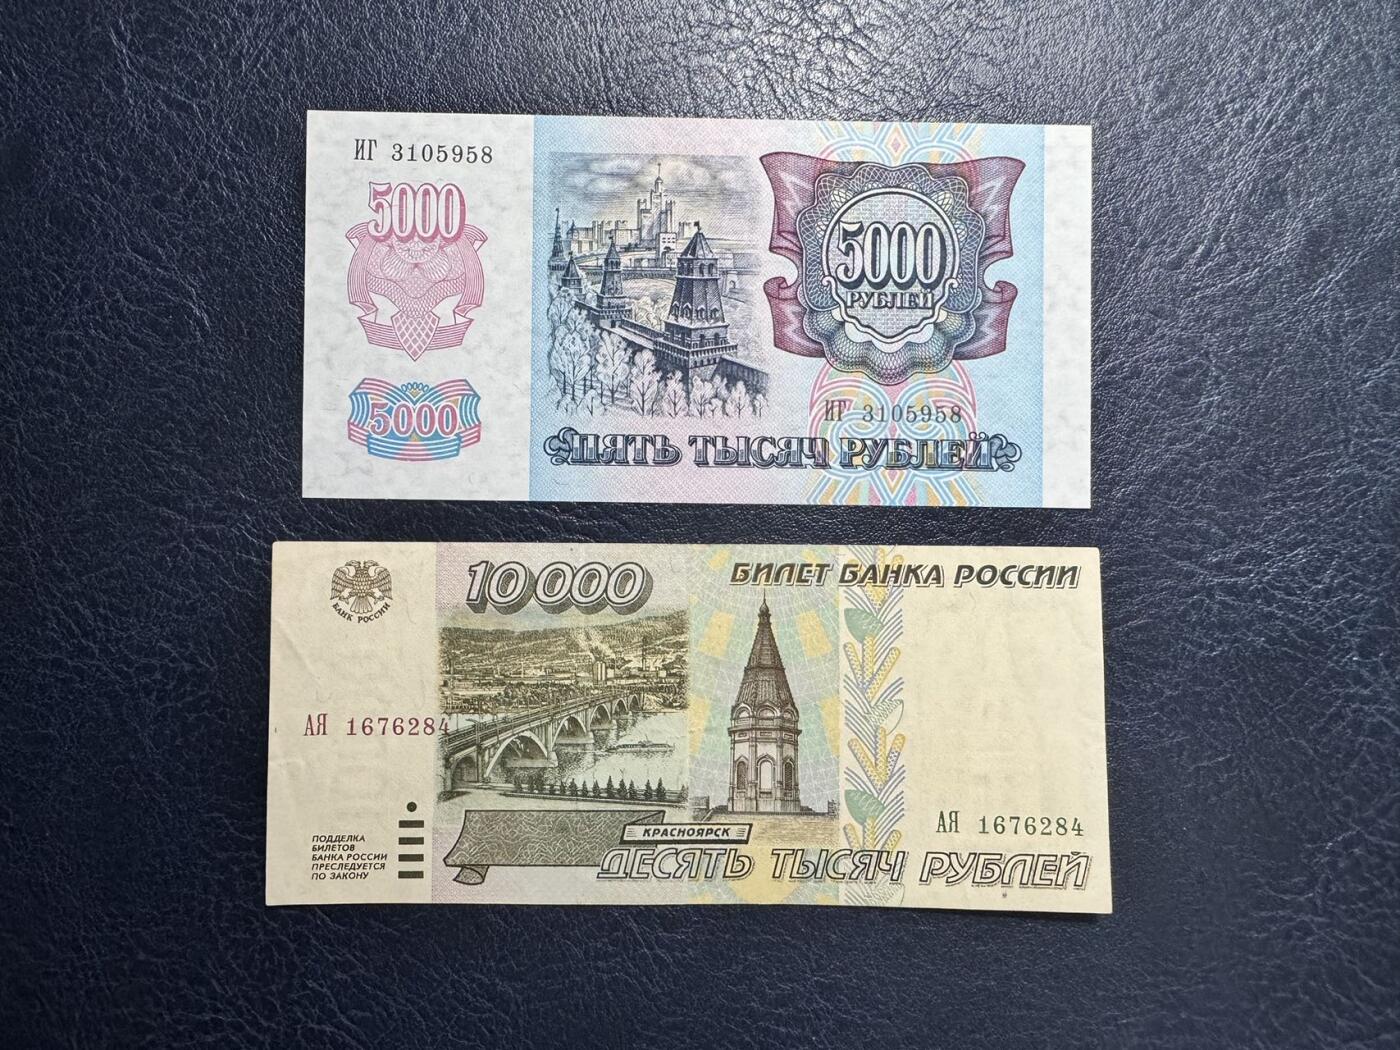 ИГ 3105958
5000
5000
5000
РУБЛЕЙ
ИГ 3105958
ПЯТЬ ТЫСЯЧ РУБЛЕЙ
БАНК РОССИИ
10 000
БИЛЕТ БАНКА РОССИИ
АЯ 1676284
ПОДДЕЛКА
БИЛЕТОВ
БАНКА РОССИИ
ПРЕСЛЕДУЕТСЯ
ПО ЗАКОНУ
КРАСНОЯРСК
АЯ 1676284
ДЕСЯТЬ ТЫСЯЧ РУБЛЕЙ